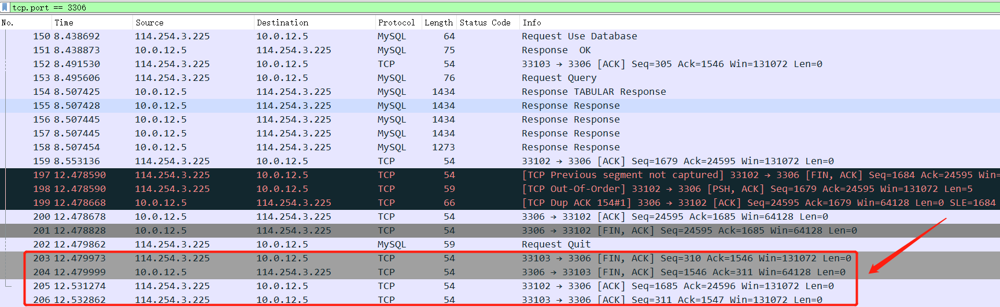 tcp.port == 3306
No. Time Source Destination Protocol Length Status Code Info
150 8.438692 114.254.3.225 10.0.12.5 MySQL 64 Request Use Database
151 8.438873 10.0.12.5 114.254.3.225 MySQL 75 Response OK
152 8.491530 114.254.3.225 10.0.12.5 TCP 54 33103 → 3306 [ACK] Seq=305 Ack=1546 Win=131072 Len=0
153 8.495606 114.254.3.225 10.0.12.5 MySQL 76 Request Query
154 8.507425 10.0.12.5 114.254.3.225 MySQL 1434 Response TABULAR Response
155 8.507428 10.0.12.5 114.254.3.225 MySQL 1434 Response Response
156 8.507445 10.0.12.5 114.254.3.225 MySQL 1434 Response Response
157 8.507445 10.0.12.5 114.254.3.225 MySQL 1434 Response Response
158 8.507454 10.0.12.5 114.254.3.225 MySQL 1273 Response Response
159 8.553136 114.254.3.225 10.0.12.5 TCP 54 33102 → 3306 [ACK] Seq=1679 Ack=24595 Win=131072 Len=0
197 12.478590 114.254.3.225 10.0.12.5 TCP 54 [TCP Previous segment not captured] 33102 → 3306 [FIN, ACK] Seq=1684 Ack=24595 Win=
198 12.478590 114.254.3.225 10.0.12.5 TCP 59 [TCP Out-Of-Order] 33102 → 3306 [PSH, ACK] Seq=1679 Ack=24595 Win=131072 Len=5
199 12.478668 10.0.12.5 114.254.3.225 TCP 66 [TCP Dup ACK 154#1] 3306 → 33102 [ACK] Seq=24595 Ack=1679 Win=64128 Len=0 SLE=1684
200 12.478678 10.0.12.5 114.254.3.225 TCP 54 3306 → 33102 [ACK] Seq=24595 Ack=1685 Win=64128 Len=0
201 12.478828 10.0.12.5 114.254.3.225 TCP 54 3306 → 33102 [FIN, ACK] Seq=24595 Ack=1685 Win=64128 Len=0
202 12.479862 114.254.3.225 10.0.12.5 MySQL 59 Request Quit
203 12.479973 114.254.3.225 10.0.12.5 TCP 54 33103 → 3306 [FIN, ACK] Seq=310 Ack=1546 Win=131072 Len=0
204 12.479999 10.0.12.5 114.254.3.225 TCP 54 3306 → 33103 [FIN, ACK] Seq=1546 Ack=311 Win=64128 Len=0
205 12.531274 114.254.3.225 10.0.12.5 TCP 54 33102 → 3306 [ACK] Seq=1685 Ack=24596 Win=131072 Len=0
206 12.532862 114.254.3.225 10.0.12.5 TCP 54 33103 → 3306 [ACK] Seq=311 Ack=1547 Win=131072 Len=0